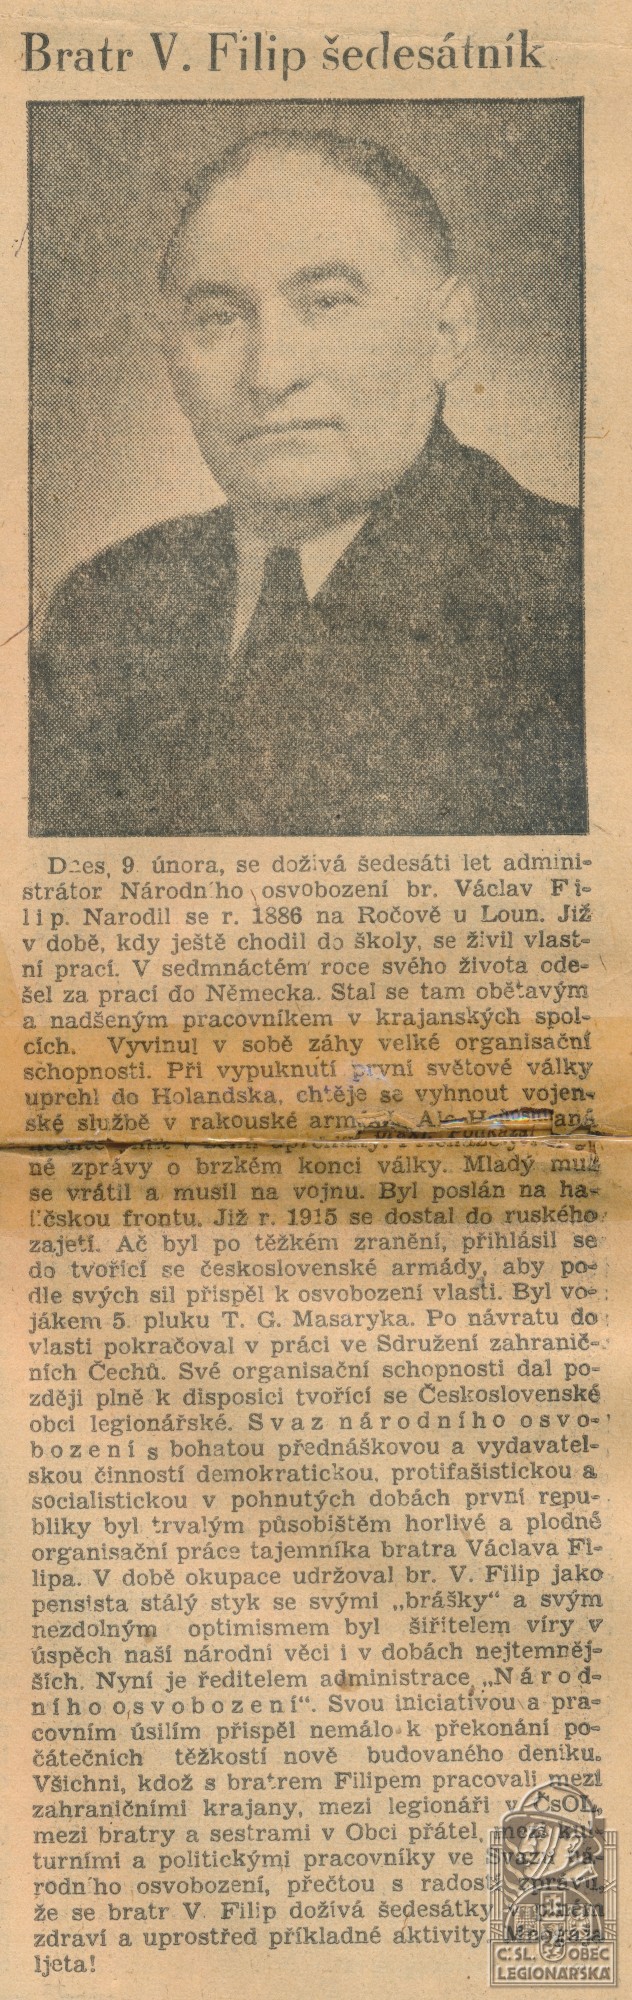 Bratr V. Filip šedesátník
Dnes, 9 února, se dožívá šedesáti let admini-
strátor Národního osvobození br. Václav Fi-
lip. Narodil se r. 1886 na Ročově u Loun. Již
v době, kdy ještě chodil do školy, se živil vlast-
ní prací. V sedmnáctém roce svého života ode-
šel za prací do Německa. Stal se tam obětavým
a nadšeným pracovníkem v krajanských spol-
cích. Vyvinul v sobě záhy velké organisační
schopnosti. Při vypuknutí první světové války
uprchl do Holandska, chtěje se vyhnout vojen-
ské službě v rakouské
né zprávy o brzkém konci války. Mladý muž
se vrátil a musil na vojnu. Byl poslán na ha-
ličskou frontu. Již r. 1915 se dostal do ruského
zajetí. Ač byl po těžkém zranění, přihlásil se
do tvořící se československé armády, aby po-
dle svých sil přispěl k osvobození vlasti. Byl vo-
jákem 5. pluku T. G. Masaryka. Po návratu do
vlasti pokračoval v práci ve Sdružení zahranič-
ních Čechů. Své organisační schopnosti dal po-
zději plně k disposici tvořící se Československé
obci legionářské. Svaz národního osvo-
bození s bohatou přednáškovou a vydavatel-
skou činností demokratickou, protifašistickou a
socialistickou v pohnutých dobách první repu-
bliky byl trvalým působištěm horlivé a plodné
organisační práce tajemníka bratra Václava Fi-
lipa. V době okupace udržoval br. V. Filip jako
pensista stálý styk se svými „brášky“ a svým
nezdolným optimismem byl šiřitelem víry v
úspěch naší národní věci i v dobách nejtemněj-
ších. Nyní je ředitelem administrace „Národ-
ního osvobození“. Svou iniciativou a pra-
covním úsilím přispěl nemálo k překonání po-
čátečních těžkostí nově budovaného deníku.
Všichni, kdož s bratrem Filipem pracovali mezi
zahraničními krajany, mezi legionáři v ČsOL,
mezi bratry a sestrami v Obci přátel, mezi kul-
turními a politickými pracovníky ve Svazu ná-
rodního osvobození, přečtou s radostí zprávu,
že se bratr V. Filip dožívá šedesátky v plném
zdraví a uprostřed příkladné aktivity. Mnogaja
ljeta!
Č.SL. OBEC
LEGIONÁŘSKÁ